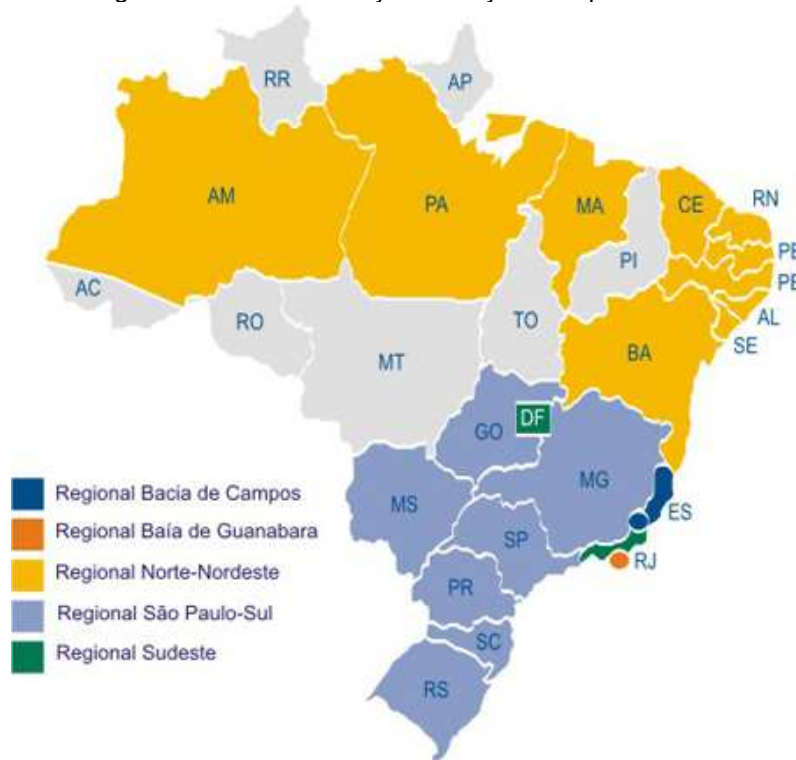 RR
AP
AM
PA
MA
CE
RN
PI
AC
RO
TO
AL
SE
MT
BA
GO
DF
MG
MS
ES
SP
RJ
PR
SC
RS
Regional Bacia de Campos
Regional Baía de Guanabara
Regional Norte-Nordeste
Regional São Paulo-Sul
Regional Sudeste